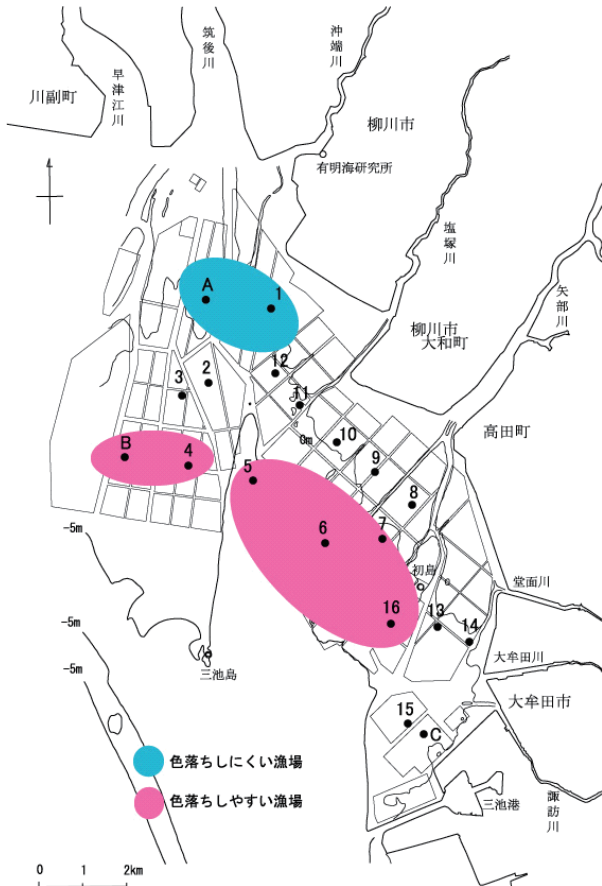 筑後川
沖端川
早津江川
川副町
柳川市
有明海研究所
塩塚川
矢部川
A
1
柳川市
大和町
12
2
3
11
高田町
0m
10
B
4
5
9
8
-5m
6
7
初島
堂面川
16
13
14
-5m
大牟田川
-5m
三池島
大牟田市
15
C
色落ちしにくい漁場
色落ちしやすい漁場
三池港
諏訪川
0 1 2km